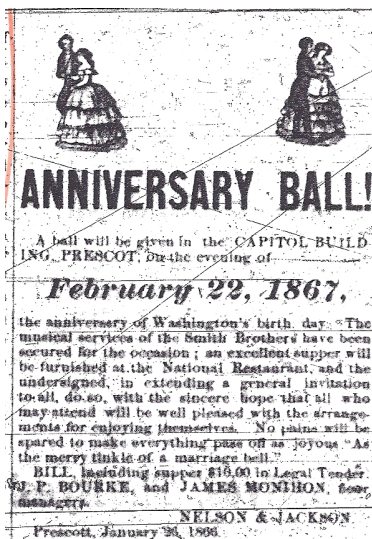 ANNIVERSARY BALL!
A ball will be given in the CAPITOL BUILD
ING, PRESCOT, on the evening of
February 22, 1867,
the anniversary of Washington's birth day. The
musical services of the Smith Brothers have been
secured for the occasion; an excellent supper will
be furnished at the National Restaurant, and the
undersigned, in extending a general invitation
to all, do so, with the sincere hope that all who
may attend will be well pleased with the arrange-
ments for enjoying themselves. No pains will be
spared to make everything pass off as joyous "As
the merry tinkle of a marriage bell."
BILL, including supper $10,00 in Legal Tender
J. P. BOURKE, and JAMES MONIHON, floor
managers.
NELSON & JACKSON
Prescott, January 26, 1866